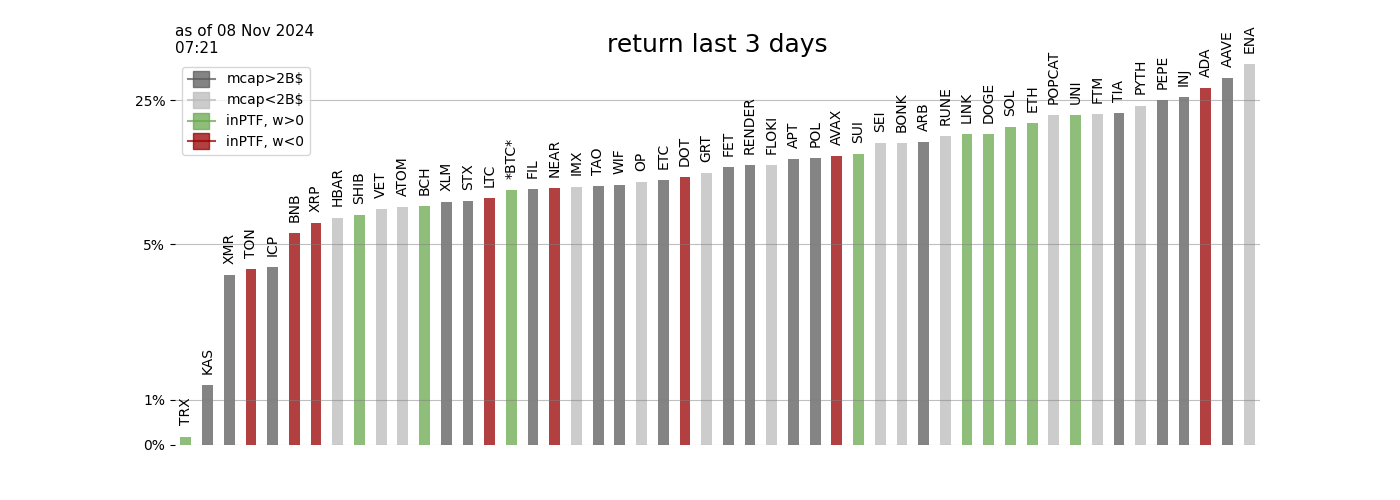 as of 08 Nov 2024
07:21
return last 3 days
mcap>2B$
mcap<2B$
inPTF, w>0
inPTF, w<0
25%
5%
1%
0%
TRX
KAS
XMR
TON
ICP
BNB
XRP
HBAR
SHIB
VET
ATOM
BCH
XLM
STX
LTC
*BTC*
FIL
NEAR
IMX
TAO
WIF
OP
ETC
DOT
GRT
FET
RENDER
FLOKI
APT
POL
AVAX
SUI
SEI
BONK
ARB
RUNE
LINK
DOGE
SOL
ETH
POPCAT
UNI
FTM
TIA
PYTH
PEPE
INJ
ADA
AAVE
ENA